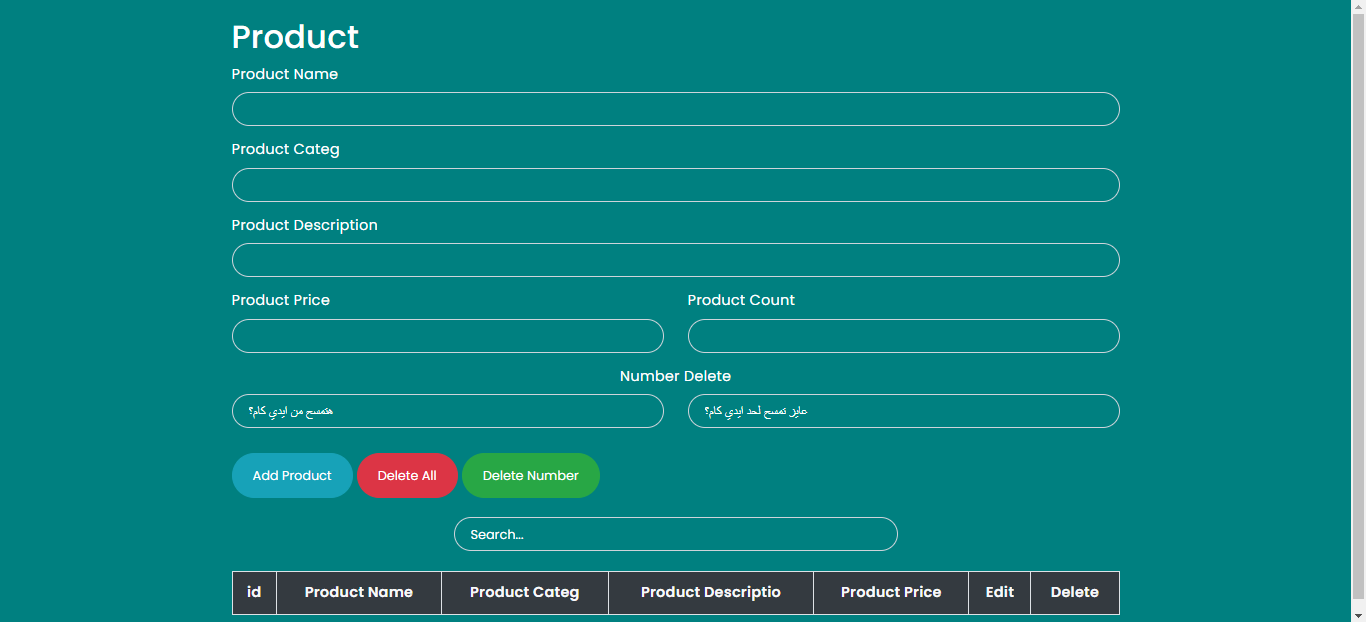 Product
Product Name
Product Categ
Product Description
Product Price Product Count
Number Delete
هتمسح من ايدي كام؟ عايز تمسح لحد ايدي كام؟
Add Product Delete All Delete Number
Search...
id Product Name Product Categ Product Descriptio Product Price Edit Delete